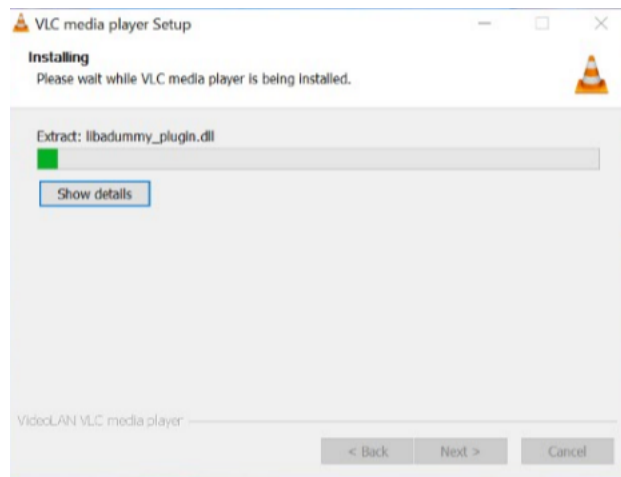 VLC media player Setup
Installing
Please wait while VLC media player is being installed.
Extract: libadummy_plugin.dll
Show details
VideoLAN VLC media player
< Back Next > Cancel